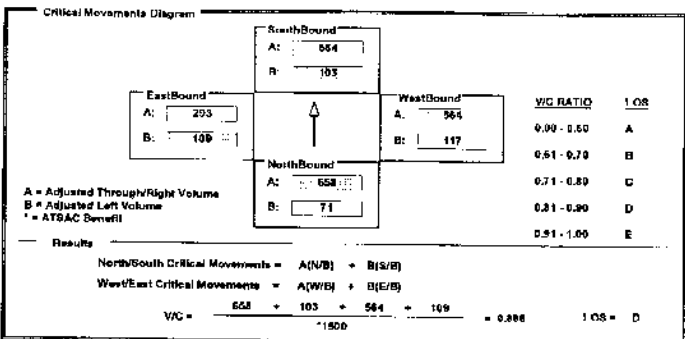 Critical Movements Diagram
SouthBound
A: 564
B: 103
EastBound
A: 293
B: 109
WestBound
A: 564
B: 117
NorthBound
A: 658
B: 71
V/C RATIO LOS
0.00 - 0.60 A
0.61 - 0.70 B
0.71 - 0.80 C
0.81 - 0.90 D
0.91 - 1.00 E
A = Adjusted Through/Right Volume
B = Adjusted Left Volume
* = ATSAC Benefit
Results
North/South Critical Movements = A(N/B) + B(S/B)
West/East Critical Movements = A(W/B) + B(E/B)
V/C = 658 + 103 + 564 + 109 = LOS = D
*1500